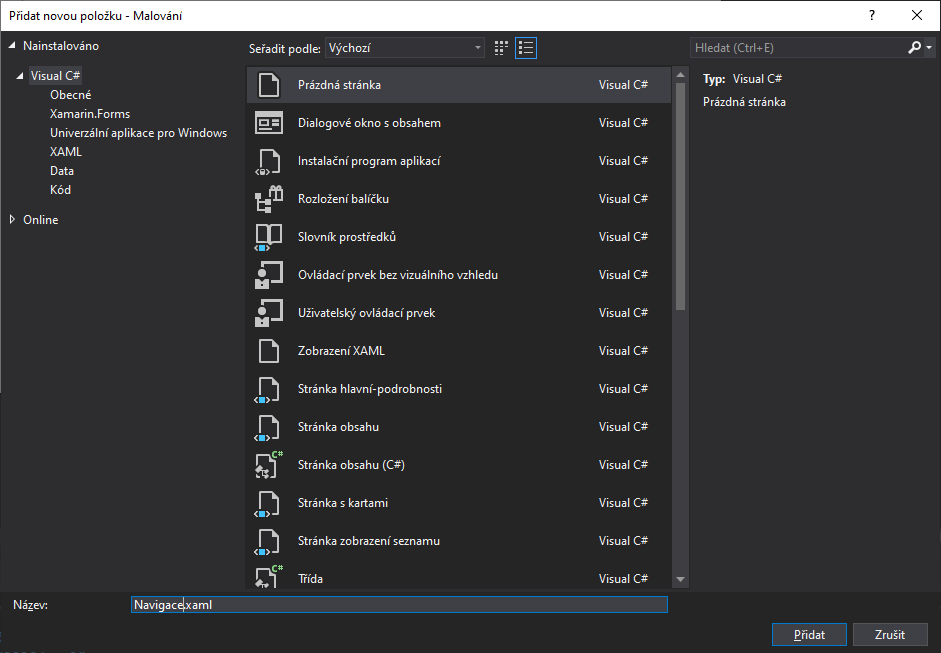 Přidat novou položku - Malování
?
Nainstalováno
Seřadit podle:
Výchozí
Hledat (Ctrl+E)
Visual C#
Obecné
Xamarin.Forms
Univerzální aplikace pro Windows
XAML
Data
Kód
Online
Prázdná stránka Visual C#
Dialogové okno s obsahem Visual C#
Instalační program aplikací Visual C#
Rozložení balíčku Visual C#
Slovník prostředků Visual C#
Ovládací prvek bez vizuálního vzhledu Visual C#
Uživatelský ovládací prvek Visual C#
Zobrazení XAML Visual C#
Stránka hlavní-podrobnosti Visual C#
Stránka obsahu Visual C#
C#
Stránka obsahu (C#) Visual C#
Stránka s kartami Visual C#
Stránka zobrazení seznamu Visual C#
C#
Třída Visual C#
Typ: Visual C#
Prázdná stránka
Název:
Navigace.xaml
Přidat
Zrušit